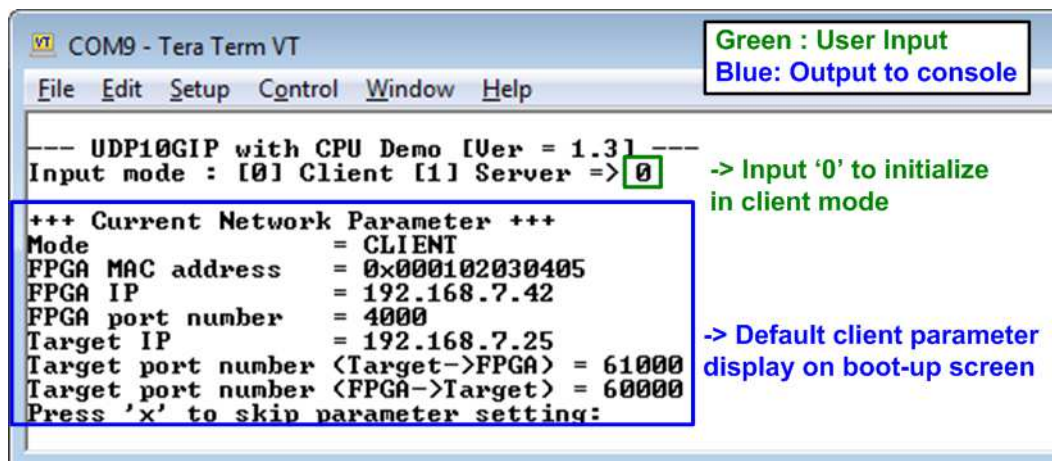 COM9 - Tera Term VT
Green : User Input
Blue: Output to console
File Edit Setup Control Window Help
--- UDP10GIP with CPU Demo [Ver = 1.3] ---
Input mode : [0] Client [1] Server => 0
-> Input ‘0’ to initialize
in client mode
+++ Current Network Parameter +++
Mode = CLIENT
FPGA MAC address = 0x000102030405
FPGA IP = 192.168.7.42
FPGA port number = 4000
Target IP = 192.168.7.25
Target port number (Target->FPGA) = 61000
Target port number (FPGA->Target) = 60000
Press 'x' to skip parameter setting:
-> Default client parameter
display on boot-up screen